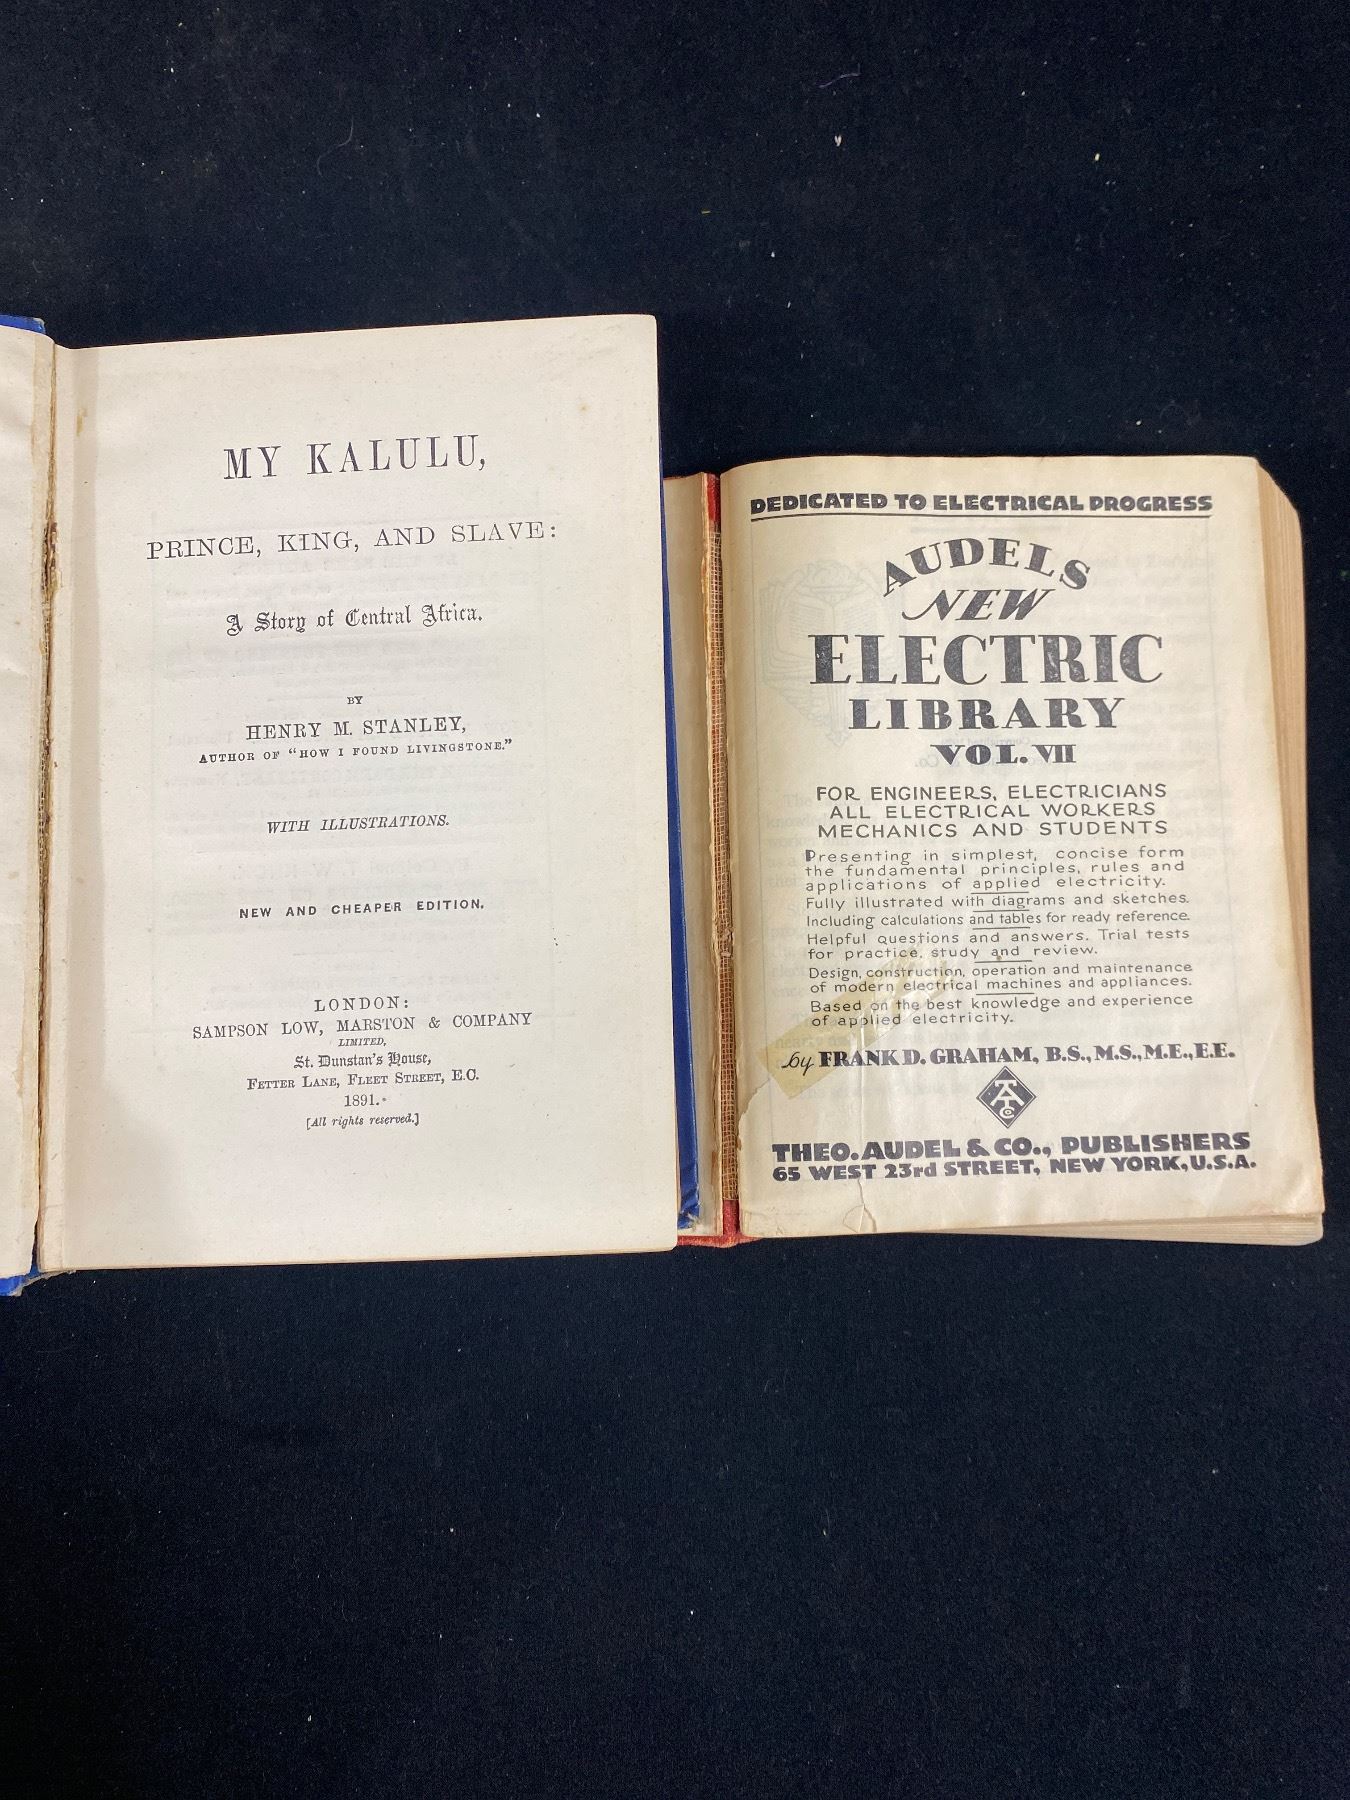 MY KALULU,
PRINCE, KING, AND SLAVE:
A Story of Central Africa.
BY
HENRY M. STANLEY,
AUTHOR OF "HOW I FOUND LIVINGSTONE."
WITH ILLUSTRATIONS.
NEW AND CHEAPER EDITION.
LONDON:
SAMPSON LOW, MARSTON & COMPANY
LIMITED,
St. Dunstan's House,
FETTER LANE, FLEET STREET, E.C.
1891.
[All rights reserved.]
DEDICATED TO ELECTRICAL PROGRESS
AUDELS
NEW
ELECTRIC
LIBRARY
VOL. VII
FOR ENGINEERS, ELECTRICIANS
ALL ELECTRICAL WORKERS
MECHANICS AND STUDENTS
Presenting in simplest, concise form
the fundamental principles, rules and
applications of applied electricity.
Fully illustrated with diagrams and sketches.
Including calculations and tables for ready reference.
Helpful questions and answers. Trial tests
for practice, study and review.
Design, construction, operation and maintenance
of modern electrical machines and appliances.
Based on the best knowledge and experience
of applied electricity.
by FRANK D. GRAHAM, B.S., M.S., M.E., E.E.
THEO. AUDEL & CO., PUBLISHERS
65 WEST 23rd STREET, NEW YORK, U.S.A.